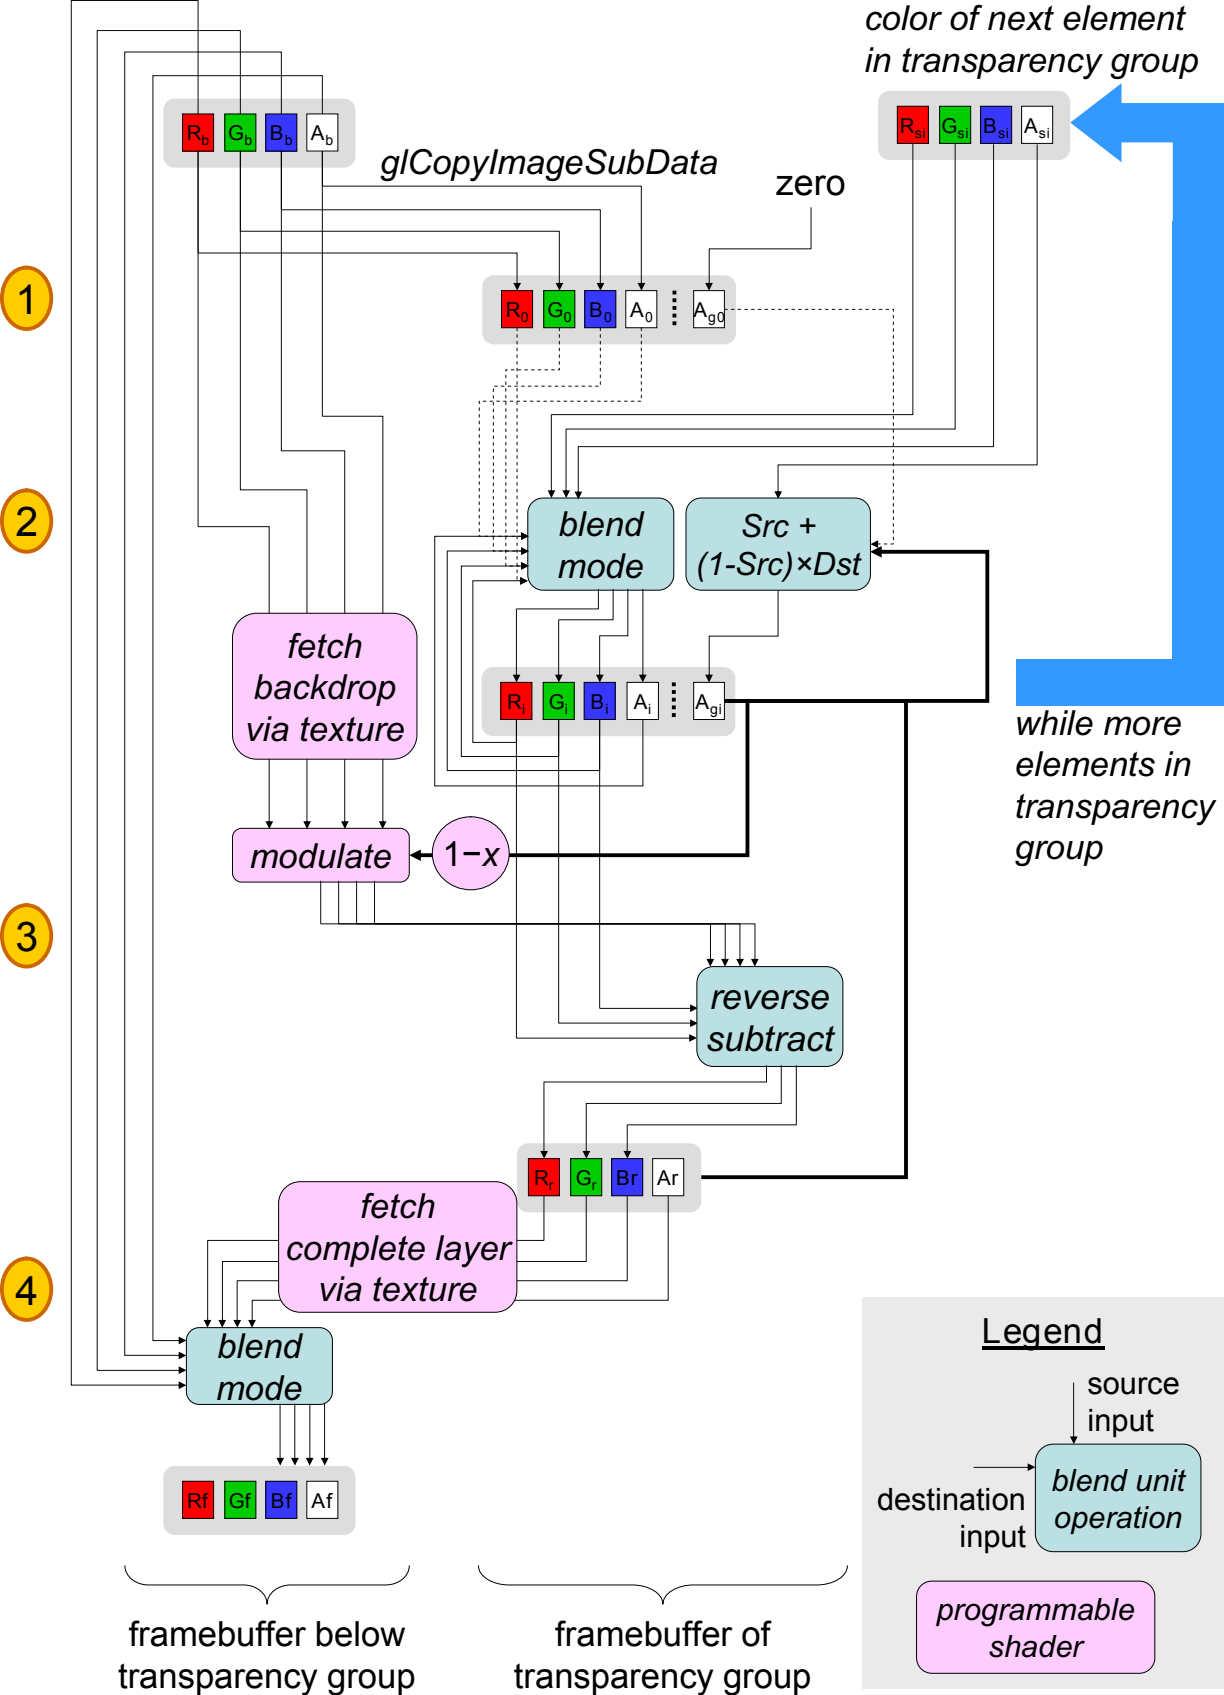 color of next element
in transparency group
Rb Gb Bb Ab
Rsi Gsi Bsi Asi
glCopyImageSubData
zero
1
R0 G0 B0 A0 Ag0
2
blend
mode
Src +
(1-Src)×Dst
fetch
backdrop
via texture
Ri Gi Bi Ai Agi
while more
elements in
transparency
group
modulate
1−x
3
reverse
subtract
Rr Gr Br Ar
fetch
complete layer
via texture
4
blend
mode
Rf Gf Bf Af
Legend
source
input
destination
input
blend unit
operation
programmable
shader
framebuffer below
transparency group
framebuffer of
transparency group